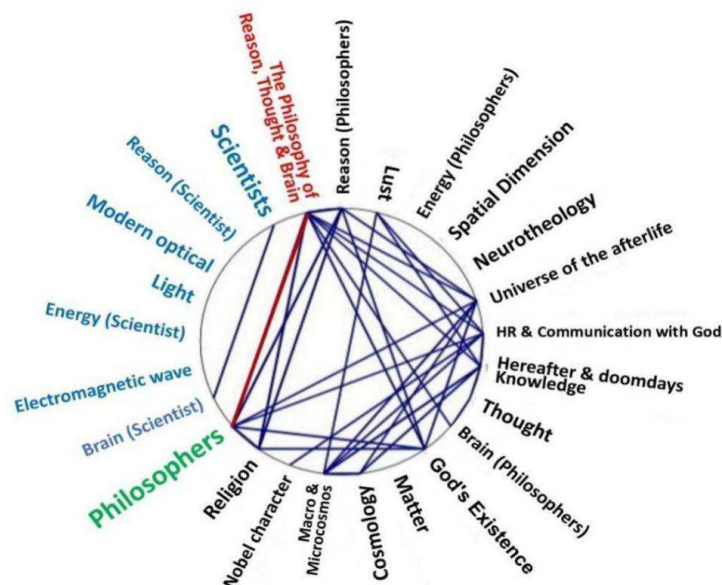 The Philosophy of
Reason, Thought & Brain
Reason (Philosophers)
Lust
Energy (Philosophers)
Spatial Dimension
Neurotheology
Universe of the afterlife
HR & Communication with God
Hereafter & doomdays
Knowledge
Thought
Brain (Philosophers)
God's Existence
Matter
Cosmology
Macro &
Microcosmos
Nobel character
Religion
Philosophers
Brain (Scientist)
Electromagnetic wave
Energy (Scientist)
Light
Modern optical
Reason (Scientist)
Scientists